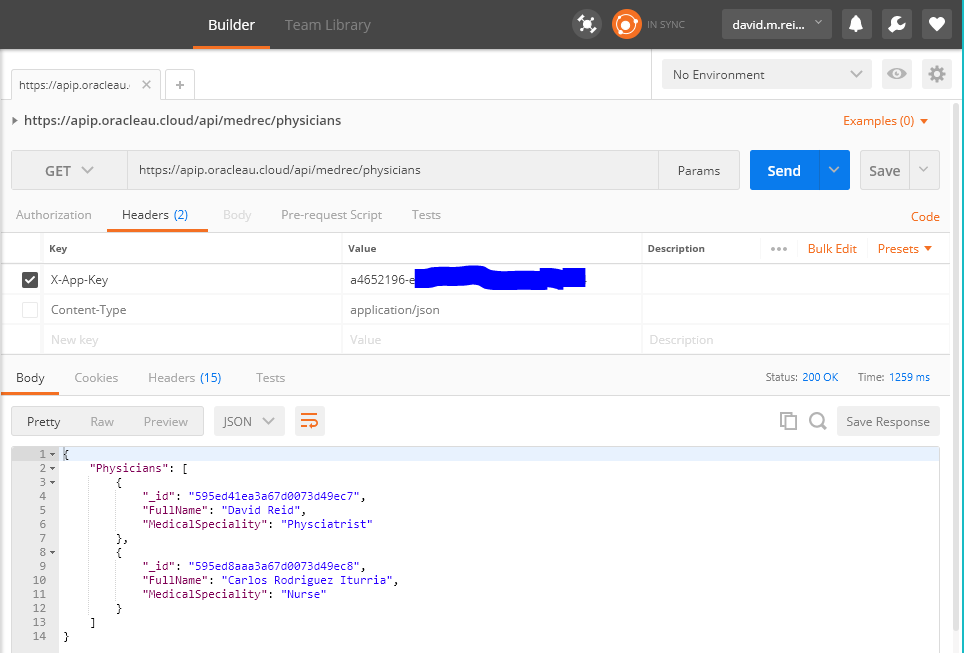 Builder Team Library IN SYNC david.m.rei...
https://apip.oracleau. × + No Environment
https://apip.oracleau.cloud/api/medrec/physicians Examples (0)
GET https://apip.oracleau.cloud/api/medrec/physicians Params Send Save
Authorization Headers (2) Body Pre-request Script Tests Code
Key Value Description ••• Bulk Edit Presets
X-App-Key a4652196-e
Content-Type application/json
New key Value Description
Body Cookies Headers (15) Tests Status: 200 OK Time: 1259 ms
Pretty Raw Preview JSON Save Response
1 {
2 "Physicians": [
3 {
4 "_id": "595ed41ea3a67d0073d49ec7",
5 "FullName": "David Reid",
6 "MedicalSpeciality": "Physciatrist"
7 },
8 {
9 "_id": "595ed8aaa3a67d0073d49ec8",
10 "FullName": "Carlos Rodriguez Iturria",
11 "MedicalSpeciality": "Nurse"
12 }
13 ]
14 }